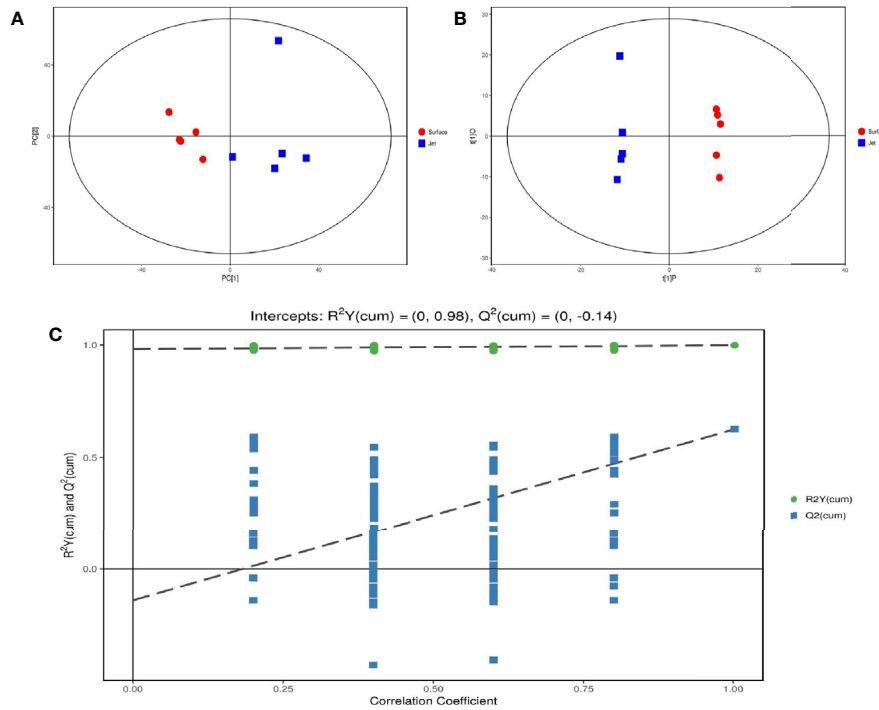 A
40
0
-40
PC[2]
-40
0
40
PC[1]
Surface
Jet
B
30
20
10
0
-10
-20
-30
t[1]O
-40
-20
0
20
40
t[1]P
Surf
Jet
C
Intercepts: R²Y(cum) = (0, 0.98), Q²(cum) = (0, -0.14)
1.0
0.5
0.0
R²Y(cum) and Q²(cum)
0.00
0.25
0.50
0.75
1.00
Correlation Coefficient
R2Y(cum)
Q2(cum)